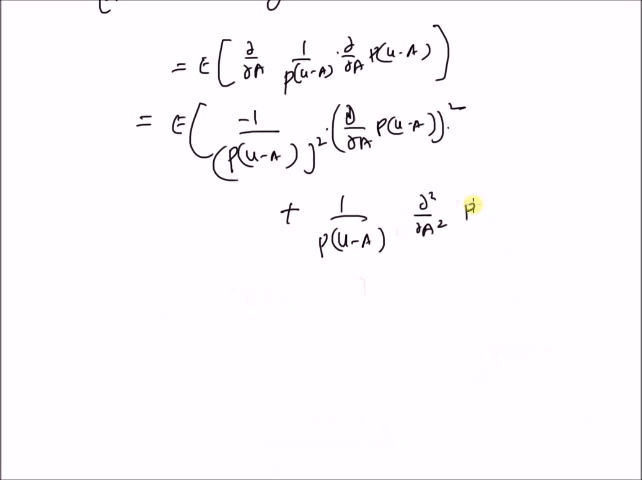 = E[ ∂/∂A 1/p(u-A) · ∂/∂A p(u-A) ]
= E[ -1/(p(u-A))² · (∂/∂A p(u-A))²
+ 1/p(u-A) ∂²/∂A² p